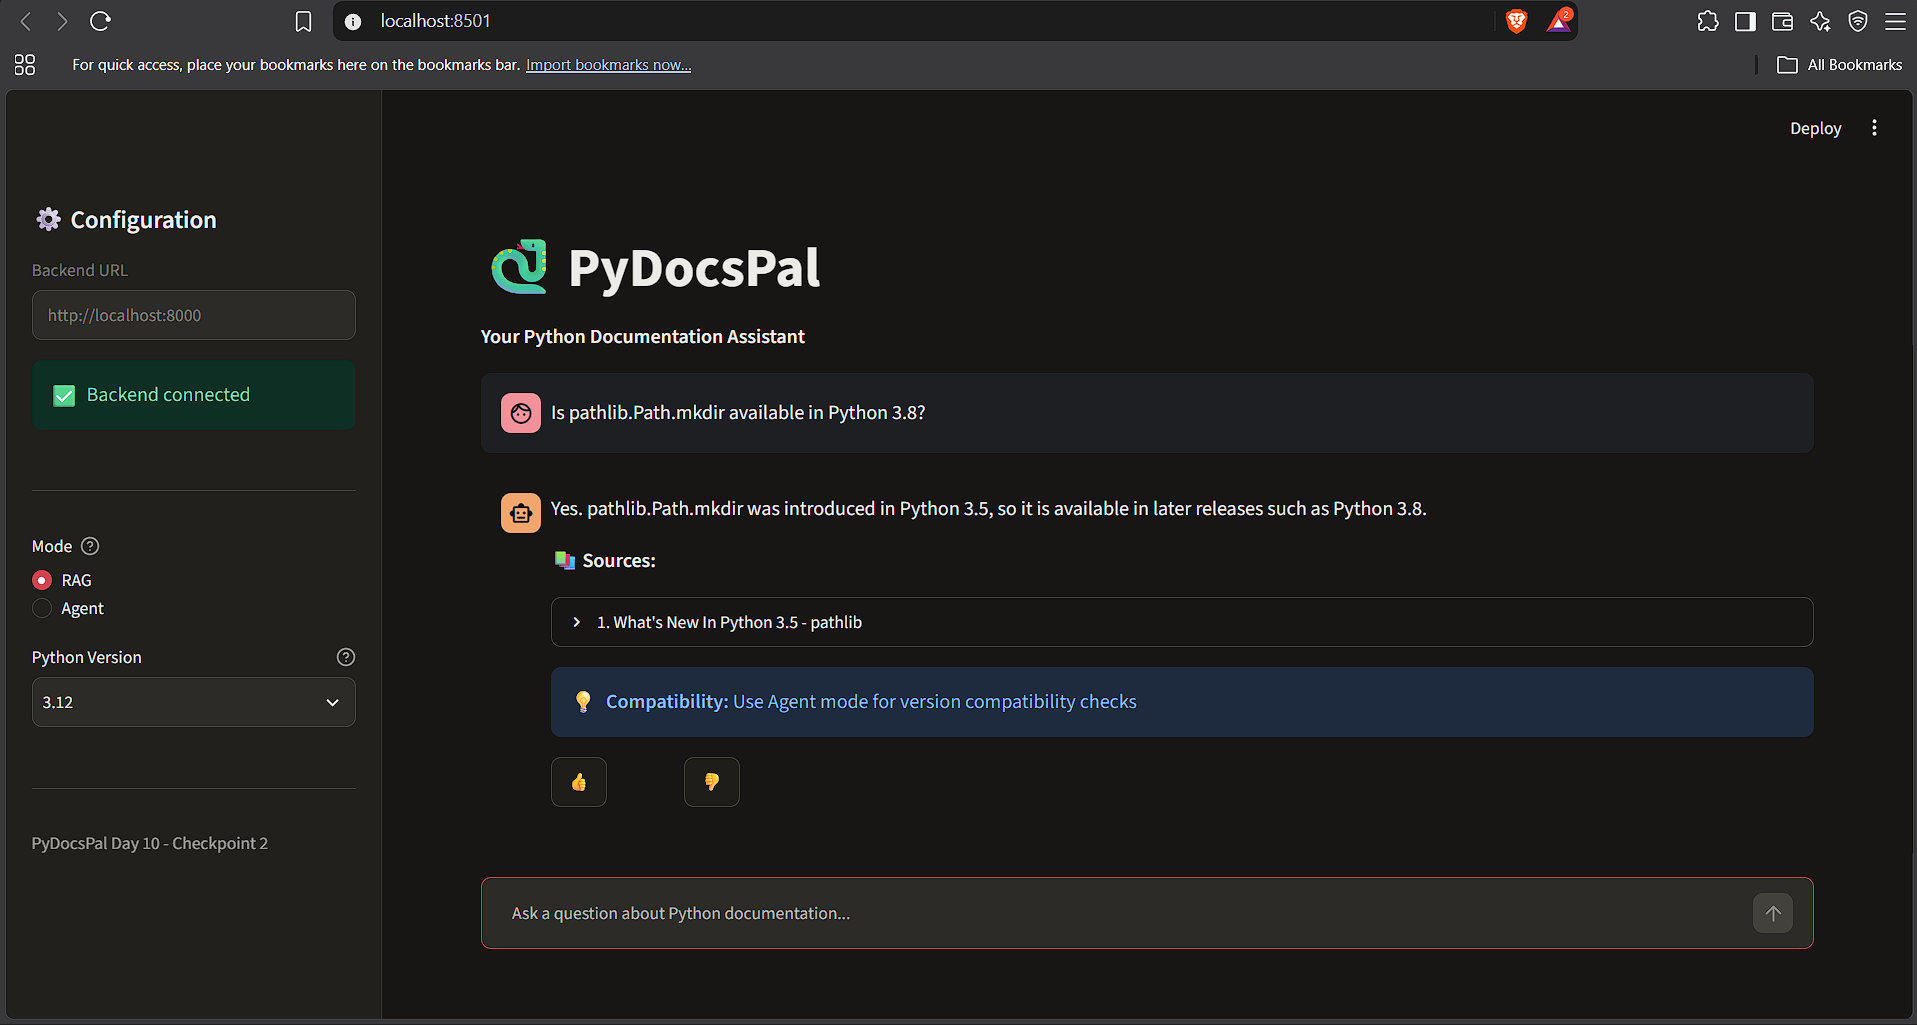 localhost:8501
2
For quick access, place your bookmarks here on the bookmarks bar. Import bookmarks now...
All Bookmarks
Deploy
Configuration
Backend URL
http://localhost:8000
Backend connected
Mode
RAG
Agent
Python Version
3.12
PyDocsPal Day 10 - Checkpoint 2
PyDocsPal
Your Python Documentation Assistant
Is pathlib.Path.mkdir available in Python 3.8?
Yes. pathlib.Path.mkdir was introduced in Python 3.5, so it is available in later releases such as Python 3.8.
Sources:
1. What's New In Python 3.5 - pathlib
Compatibility: Use Agent mode for version compatibility checks
Ask a question about Python documentation...